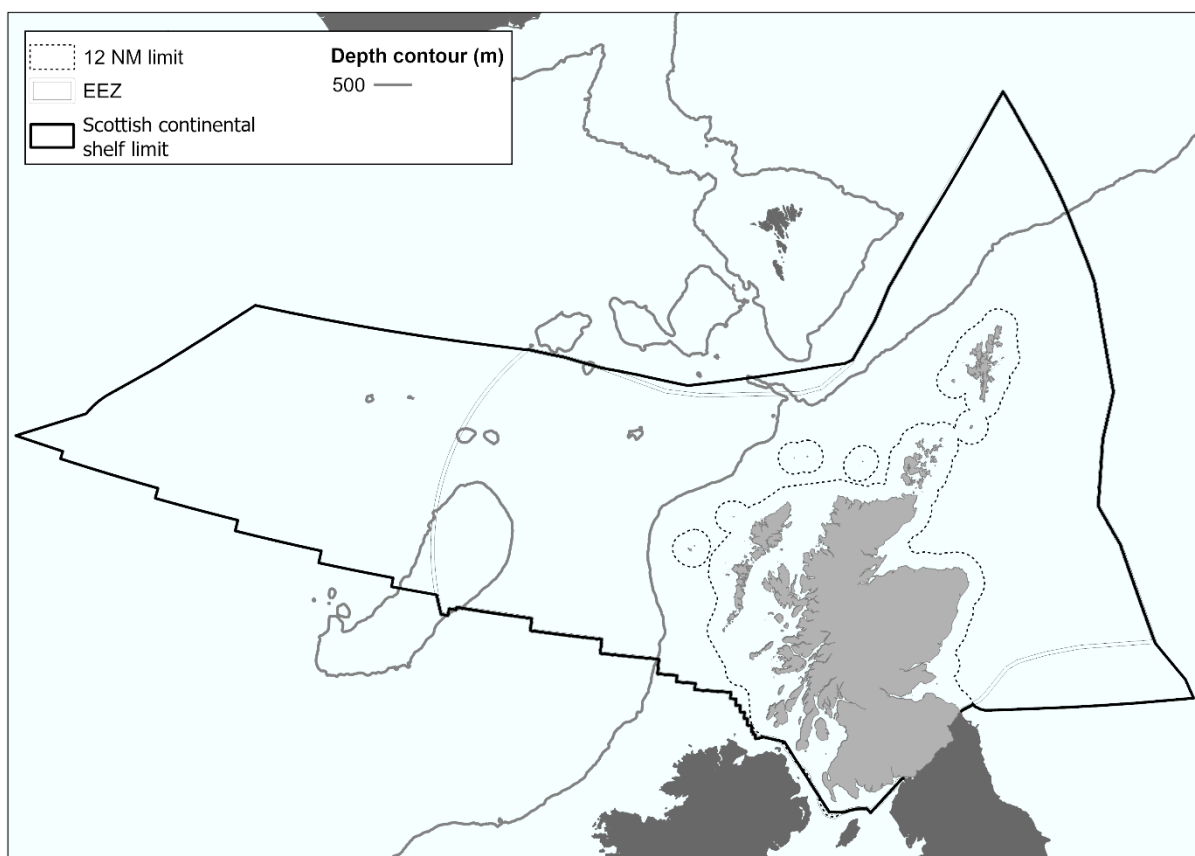 12 NM limit
EEZ
Scottish continental
shelf limit
Depth contour (m)
500